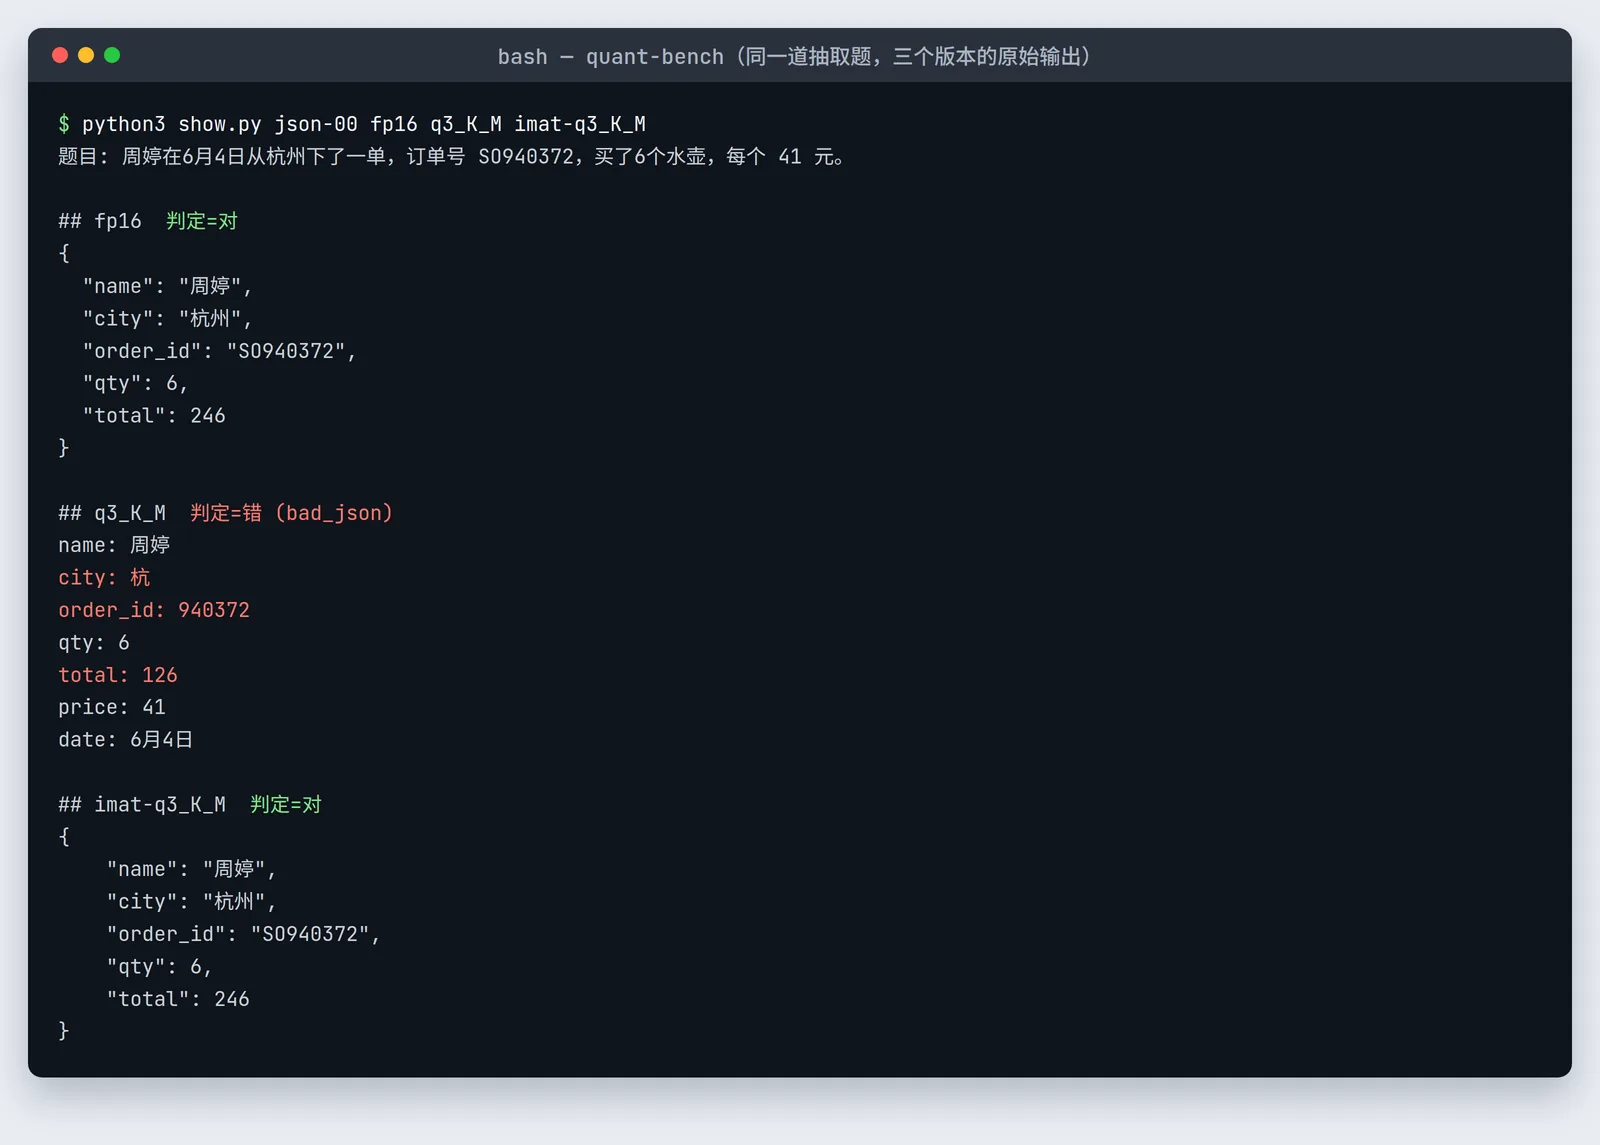 bash — quant-bench（同一道抽取题，三个版本的原始输出）
$ python3 show.py json-00 fp16 q3_K_M imat-q3_K_M
题目: 周婷在6月4日从杭州下了一单，订单号 SO940372，买了6个水壶，每个 41 元。
## fp16  判定=对
{
  "name": "周婷",
  "city": "杭州",
  "order_id": "SO940372",
  "qty": 6,
  "total": 246
}
## q3_K_M  判定=错 (bad_json)
name: 周婷
city: 杭
order_id: 940372
qty: 6
total: 126
price: 41
date: 6月4日
## imat-q3_K_M  判定=对
{
    "name": "周婷",
    "city": "杭州",
    "order_id": "SO940372",
    "qty": 6,
    "total": 246
}